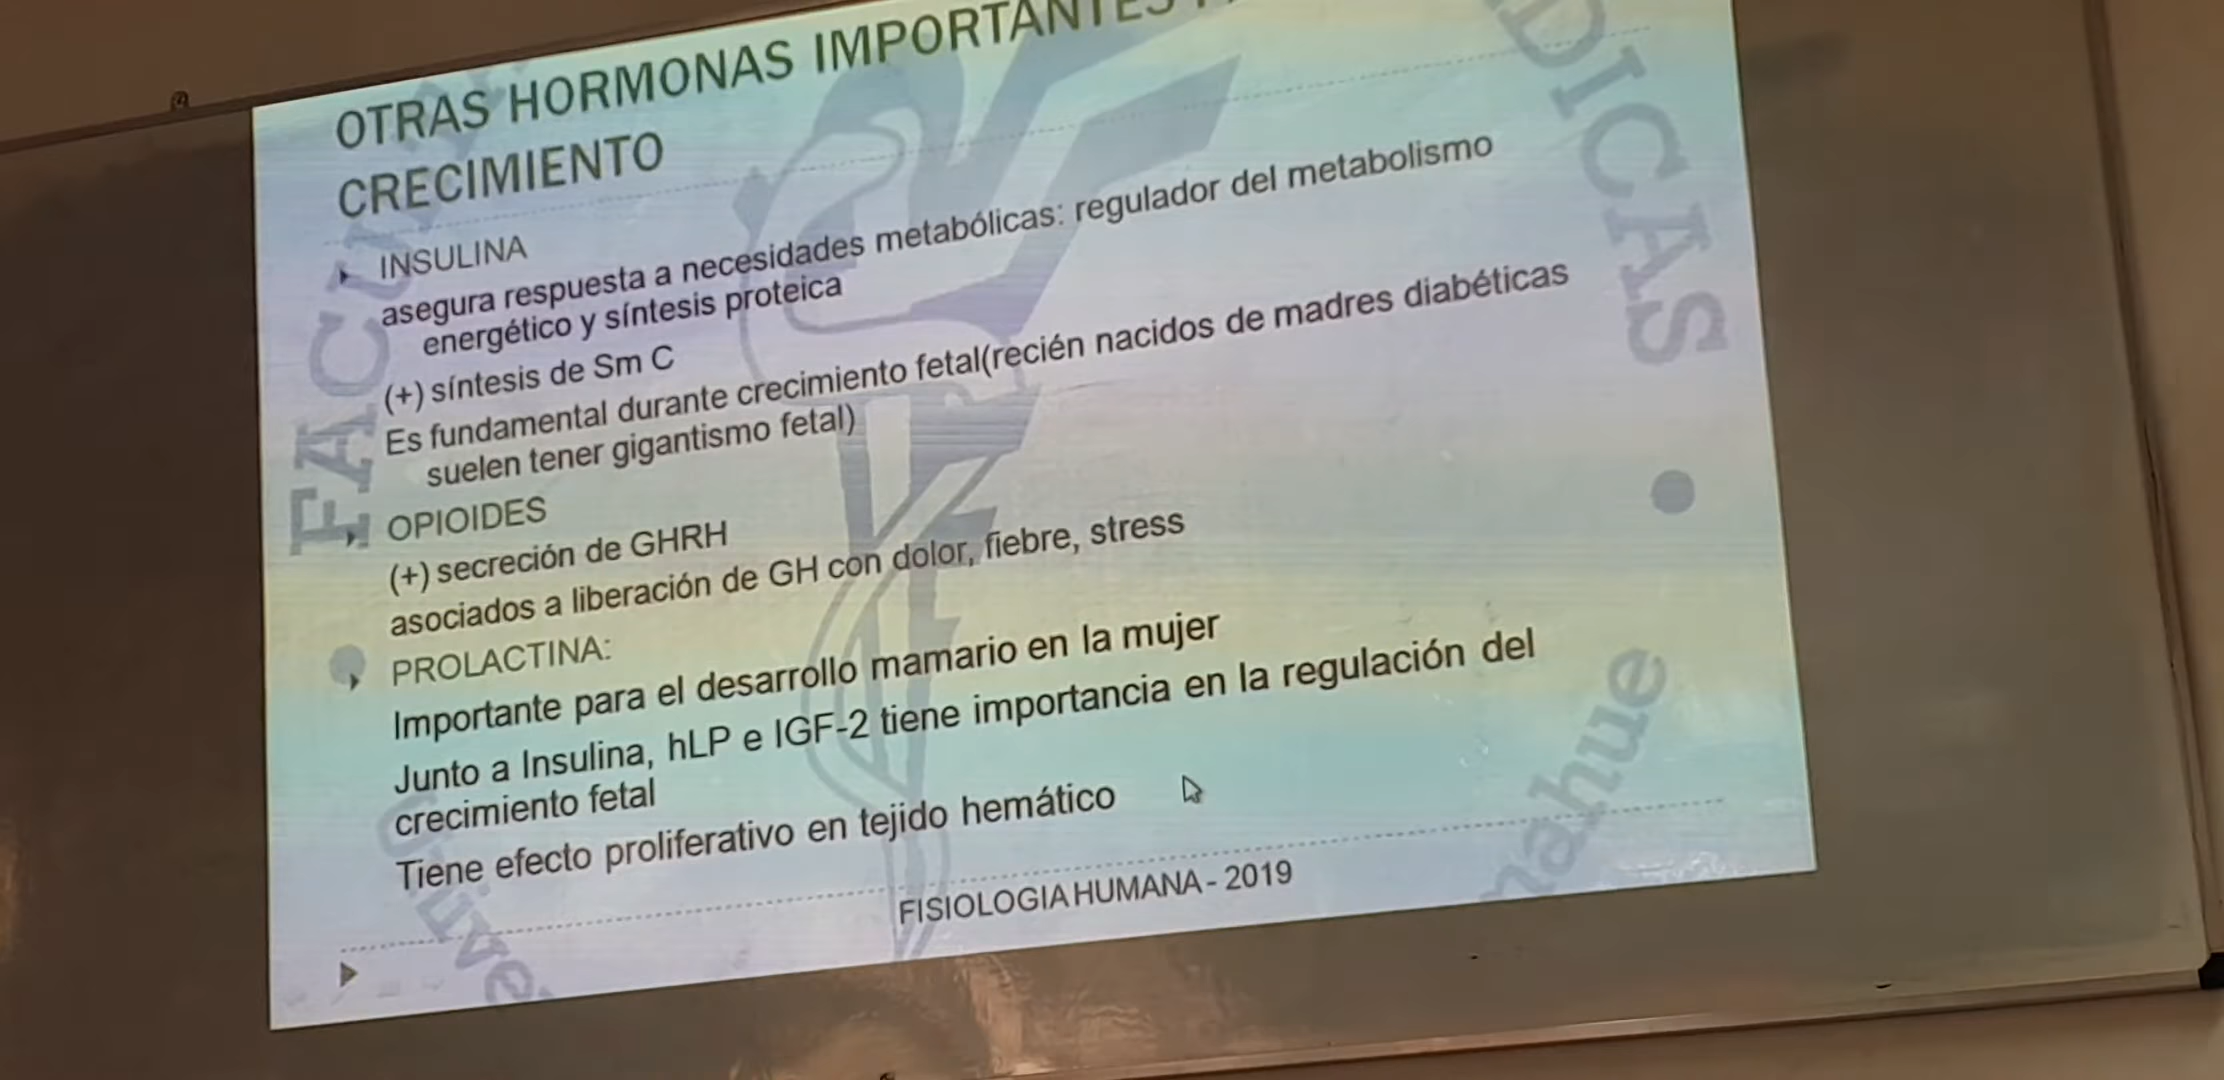 OTRAS HORMONAS IMPORTANTES
CRECIMIENTO
INSULINA
asegura respuesta a necesidades metabólicas: regulador del metabolismo
energético y síntesis proteica
(+) síntesis de Sm C
Es fundamental durante crecimiento fetal(recién nacidos de madres diabéticas
suelen tener gigantismo fetal)
OPIOIDES
(+) secreción de GHRH
asociados a liberación de GH con dolor, fiebre, stress
PROLACTINA:
Importante para el desarrollo mamario en la mujer
Junto a Insulina, hLP e IGF-2 tiene importancia en la regulación del
crecimiento fetal
Tiene efecto proliferativo en tejido hemático
FISIOLOGIA HUMANA - 2019